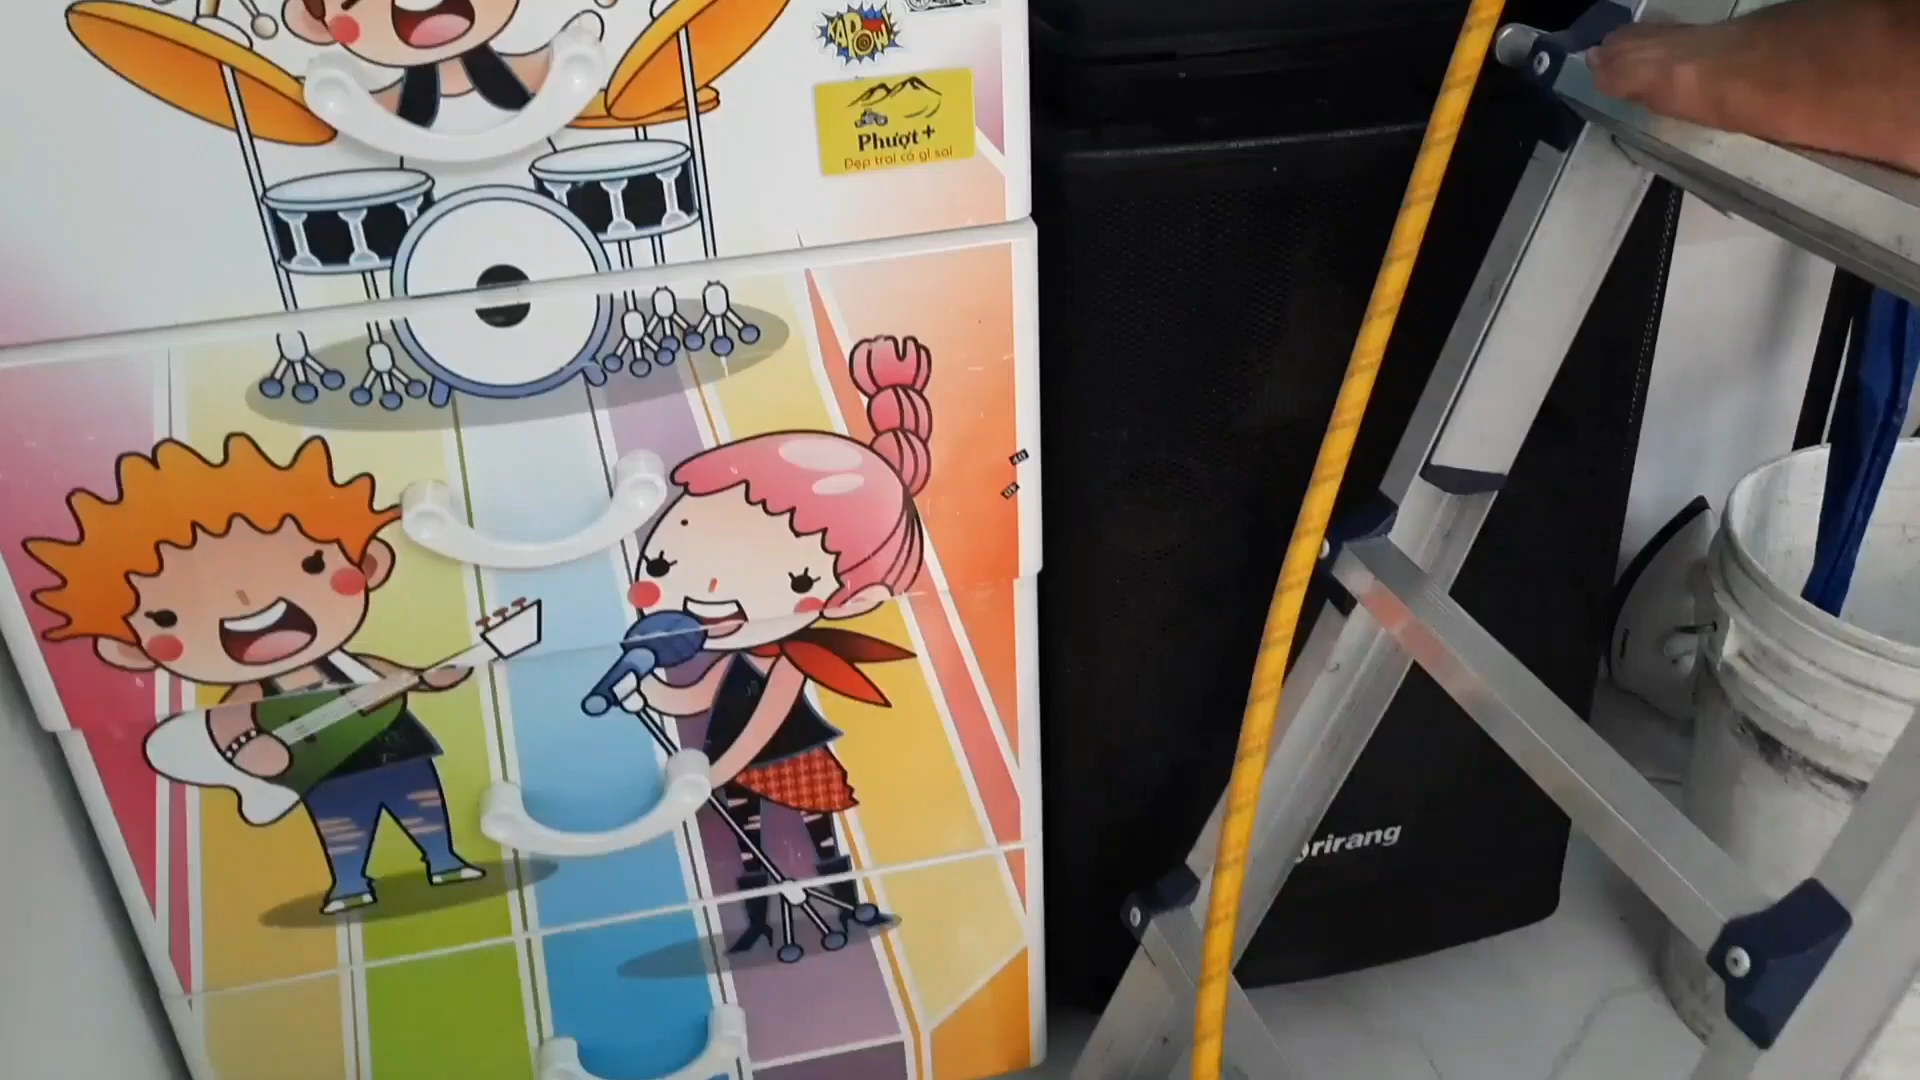 KAPOW!
Phượt+
Đẹp trai có gì sai
rirang